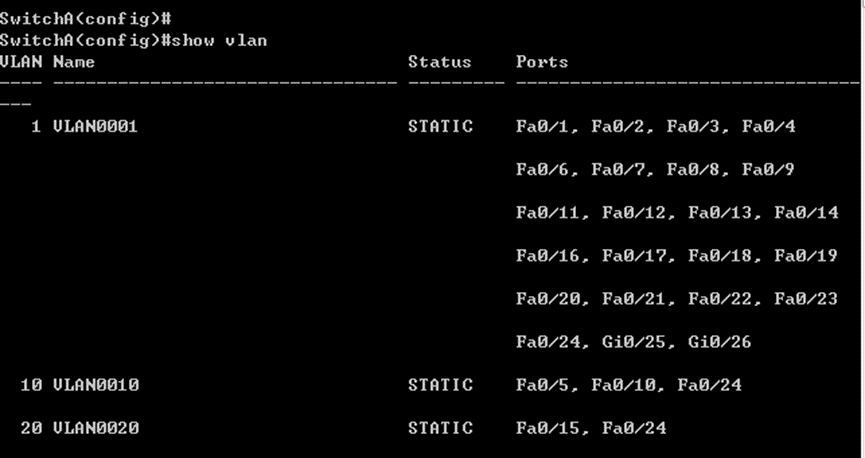 SwitchA(config)#
SwitchA(config)#show vlan
VLAN Name                             Status    Ports
---- -------------------------------- --------- --------------------------------
---
   1 VLAN0001                         STATIC    Fa0/1, Fa0/2, Fa0/3, Fa0/4
                                                Fa0/6, Fa0/7, Fa0/8, Fa0/9
                                                Fa0/11, Fa0/12, Fa0/13, Fa0/14
                                                Fa0/16, Fa0/17, Fa0/18, Fa0/19
                                                Fa0/20, Fa0/21, Fa0/22, Fa0/23
                                                Fa0/24, Gi0/25, Gi0/26
  10 VLAN0010                         STATIC    Fa0/5, Fa0/10, Fa0/24
  20 VLAN0020                         STATIC    Fa0/15, Fa0/24